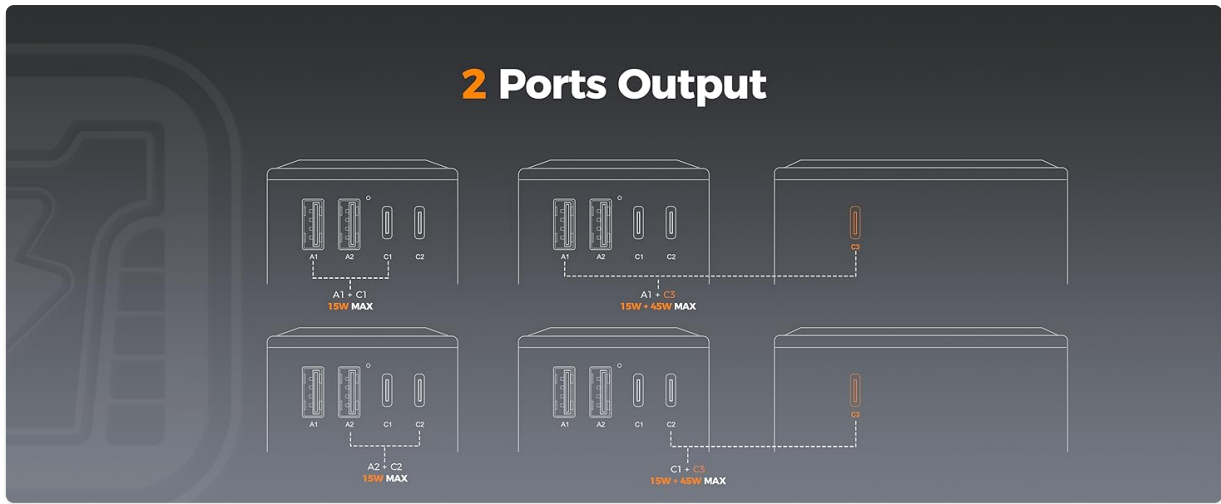 2 Ports Output
A1 A2 C1 C2
A1 + C1
15W MAX
A1 A2 C1 C2
C3
A1 + C3
15W + 45W MAX
A1 A2 C1 C2
A2 + C2
15W MAX
A1 A2 C1 C2
C3
C1 + C3
15W + 45W MAX